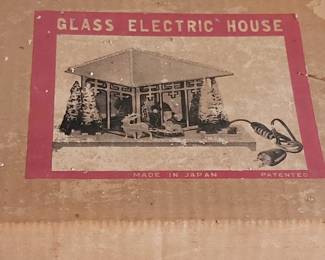 GLASS ELECTRIC HOUSE
MADE IN JAPAN PATENTED